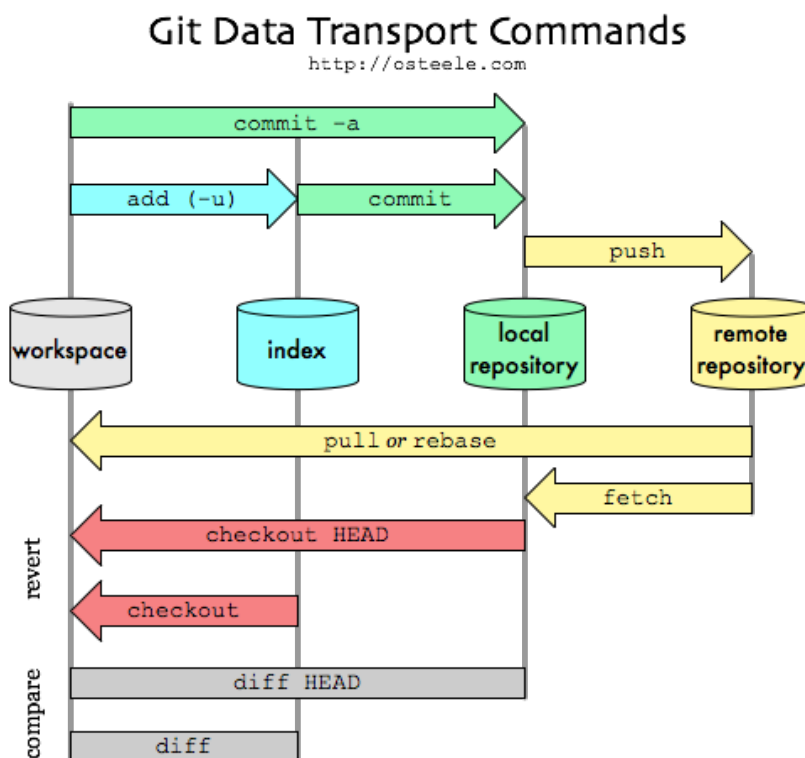 Git Data Transport Commands
http://osteele.com
commit -a
add (-u)
commit
push
workspace
index
local
repository
remote
repository
pull or rebase
fetch
revert
checkout HEAD
checkout
compare
diff HEAD
diff